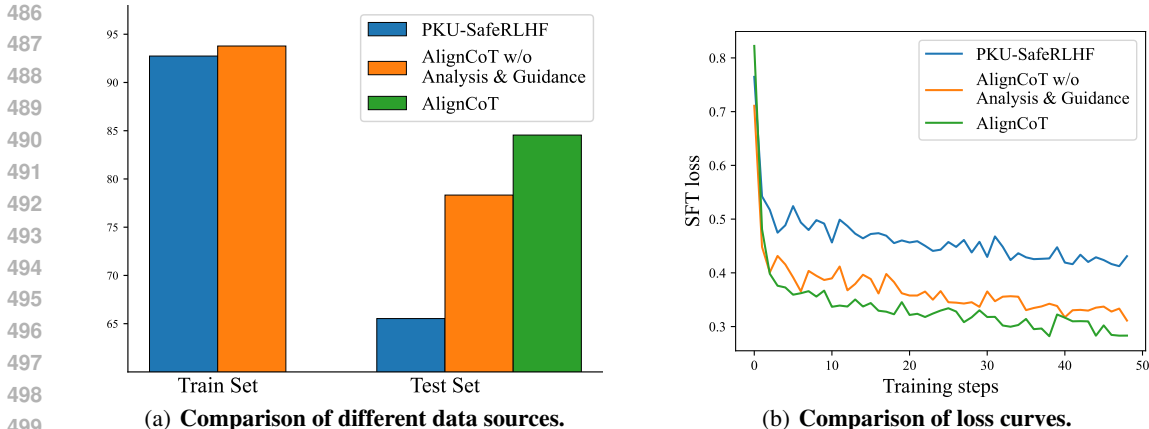 486
487
488
489
490
491
492
493
494
495
496
497
498
499
95
90
85
80
75
70
65
PKU-SafeRLHF
AlignCoT w/o
Analysis & Guidance
AlignCoT
Train Set
Test Set
(a) Comparison of different data sources.
0.8
0.7
0.6
0.5
0.4
0.3
SFT loss
PKU-SafeRLHF
AlignCoT w/o
Analysis & Guidance
AlignCoT
0
10
20
30
40
50
Training steps
(b) Comparison of loss curves.